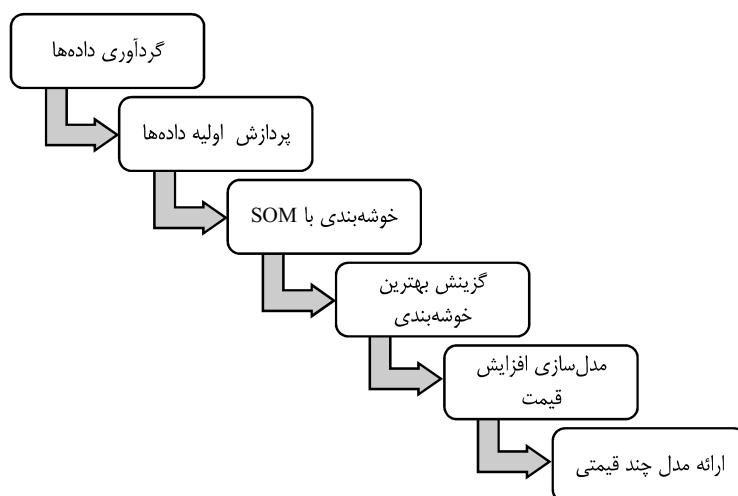 گردآوری داده‌ها
پردازش اولیه داده‌ها
خوشه‌بندی با SOM
گزینش بهترین
خوشه‌بندی
مدل‌سازی افزایش
قیمت
ارائه مدل چند قیمتی